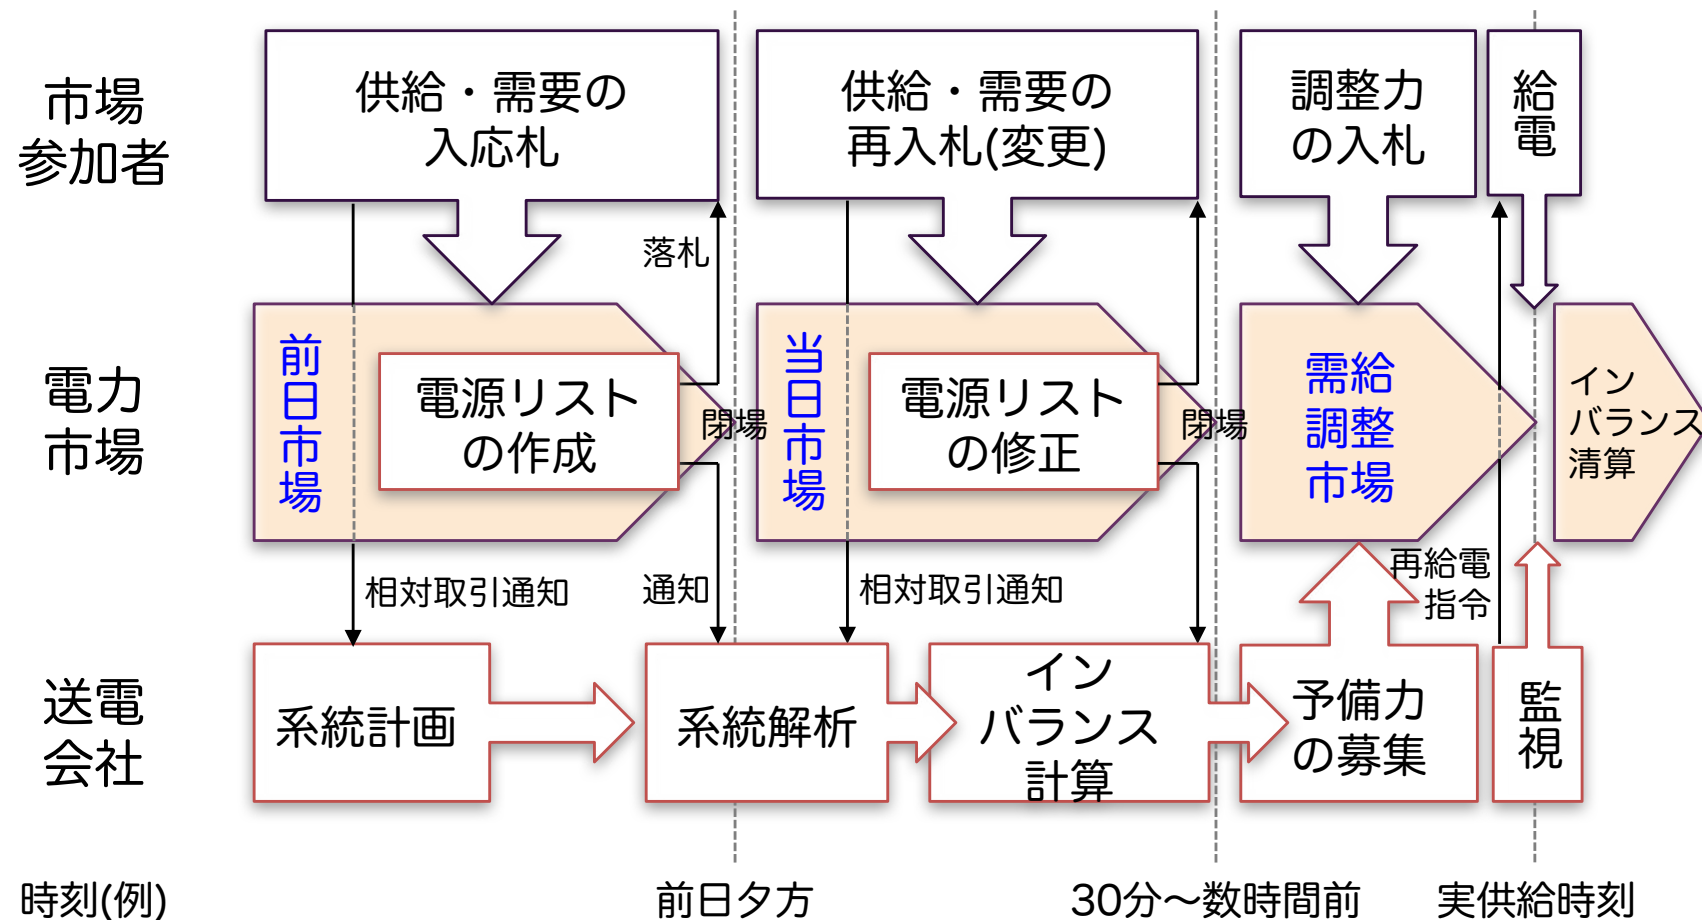 市場
参加者
供給・需要の
入応札
供給・需要の
再入札(変更)
調整力
の入札
給
電
落札
電力
市場
前
日
市
場
電源リスト
の作成
閉場
当
日
市
場
電源リスト
の修正
閉場
需給
調整
市場
イン
バランス
清算
相対取引通知
通知
相対取引通知
再給電
指令
送電
会社
系統計画
系統解析
イン
バランス
計算
予備力
の募集
監
視
時刻(例)
前日夕方
30分〜数時間前
実供給時刻